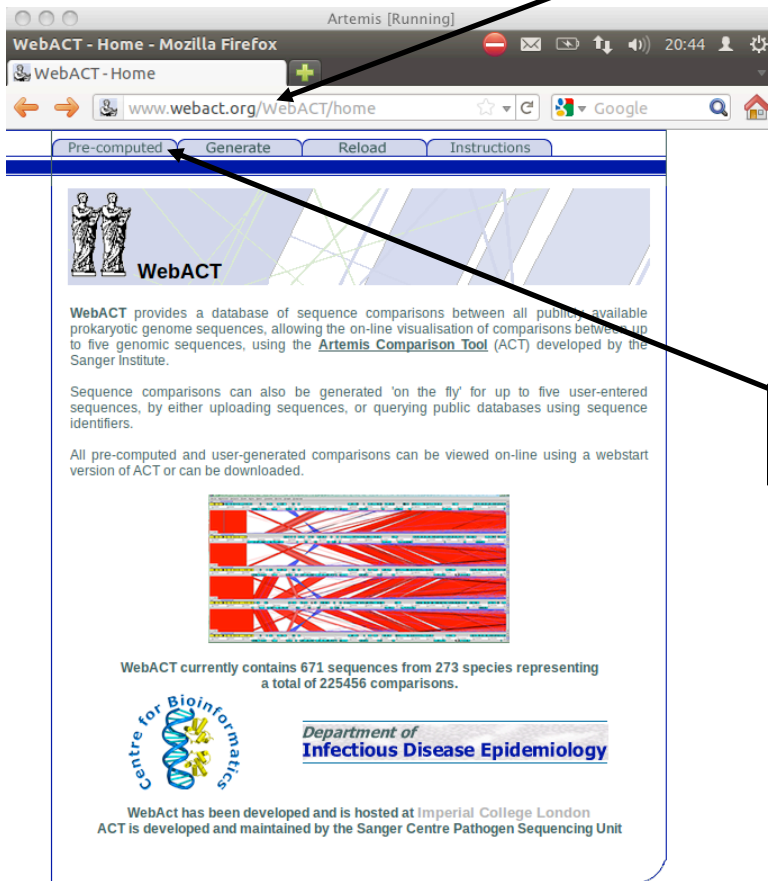 Artemis [Running]
WebACT - Home - Mozilla Firefox
20:44
WebACT - Home
www.webact.org/WebACT/home
Google
Pre-computed Generate Reload Instructions
WebACT
WebACT provides a database of sequence comparisons between all publicly available
prokaryotic genome sequences, allowing the on-line visualisation of comparisons between up
to five genomic sequences, using the Artemis Comparison Tool (ACT) developed by the
Sanger Institute.
Sequence comparisons can also be generated 'on the fly' for up to five user-entered
sequences, by either uploading sequences, or querying public databases using sequence
identifiers.
All pre-computed and user-generated comparisons can be viewed on-line using a webstart
version of ACT or can be downloaded.
WebACT currently contains 671 sequences from 273 species representing
a total of 225456 comparisons.
Centre for Bioinformatics
Department of
Infectious Disease Epidemiology
WebAct has been developed and is hosted at Imperial College London
ACT is developed and maintained by the Sanger Centre Pathogen Sequencing Unit